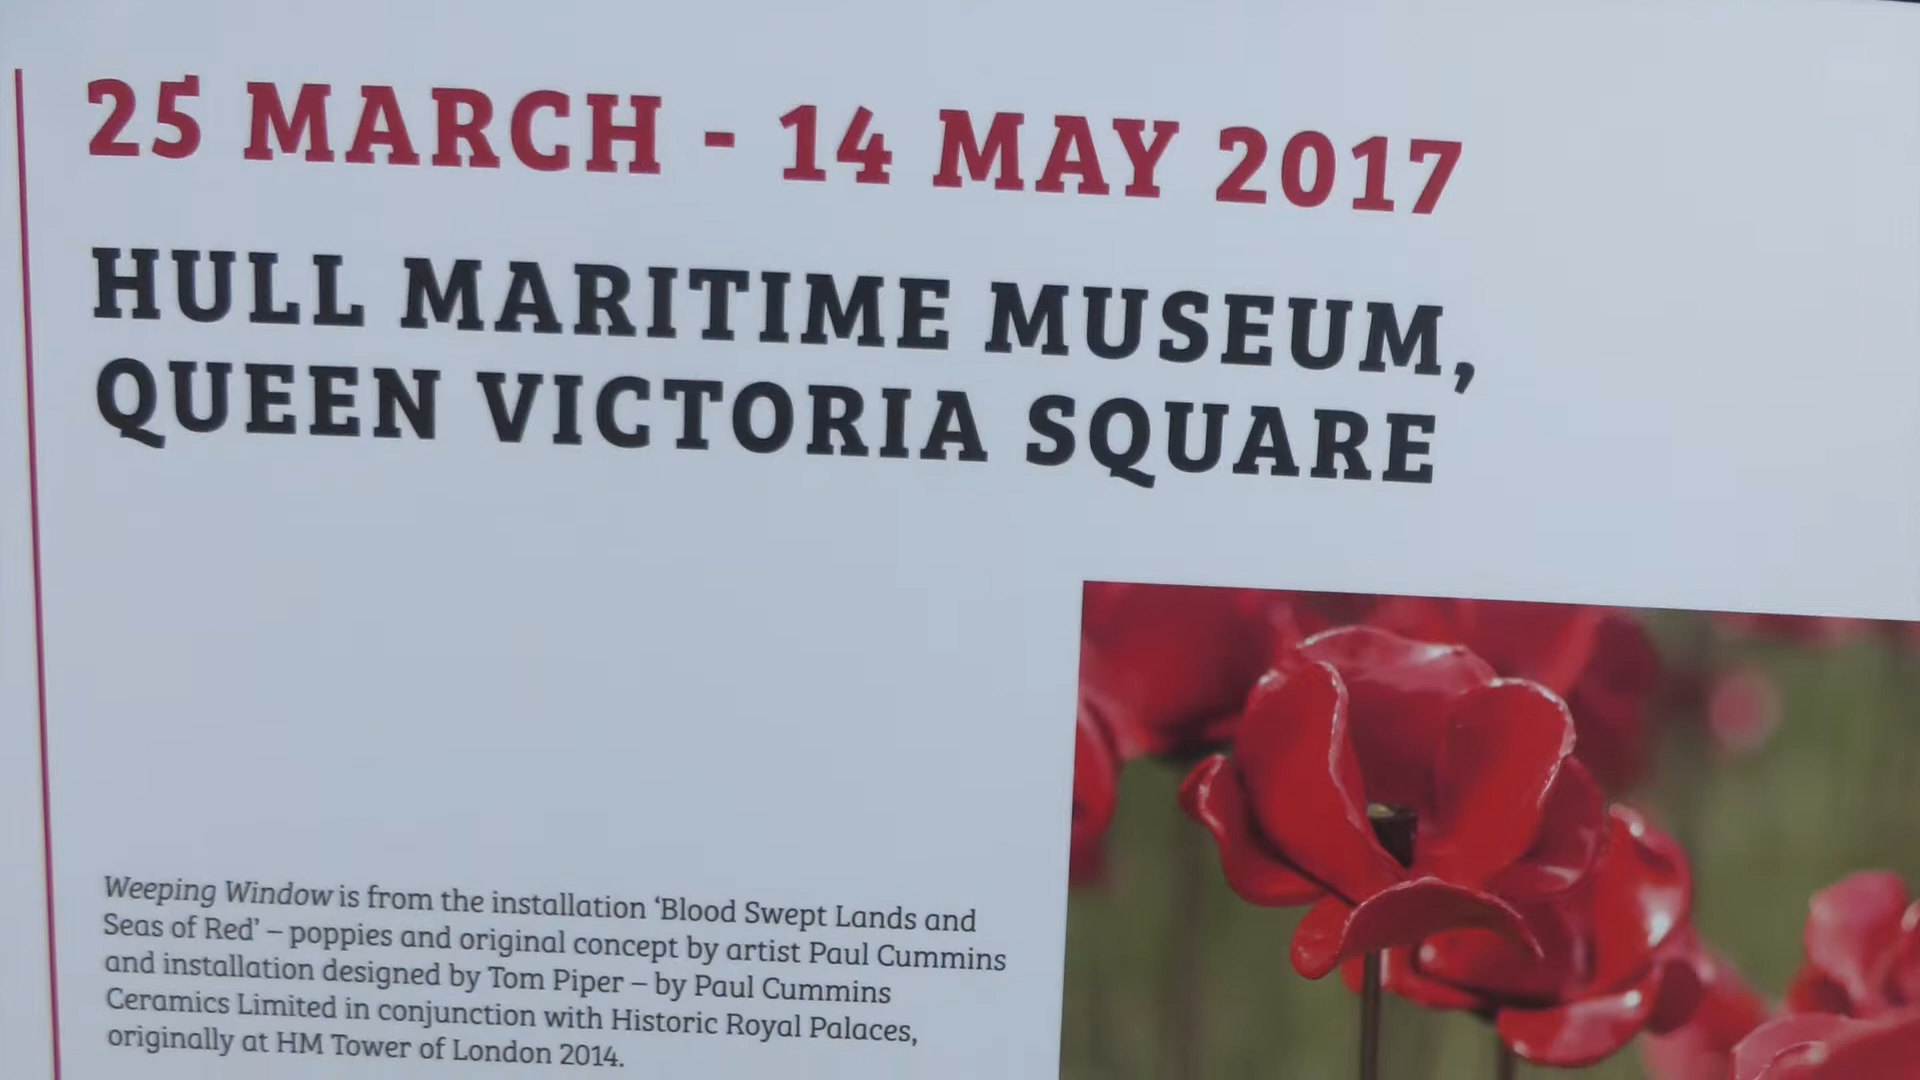 25 MARCH - 14 MAY 2017
HULL MARITIME MUSEUM,
QUEEN VICTORIA SQUARE
Weeping Window is from the installation ‘Blood Swept Lands and
Seas of Red’ – poppies and original concept by artist Paul Cummins
and installation designed by Tom Piper – by Paul Cummins
Ceramics Limited in conjunction with Historic Royal Palaces,
originally at HM Tower of London 2014.